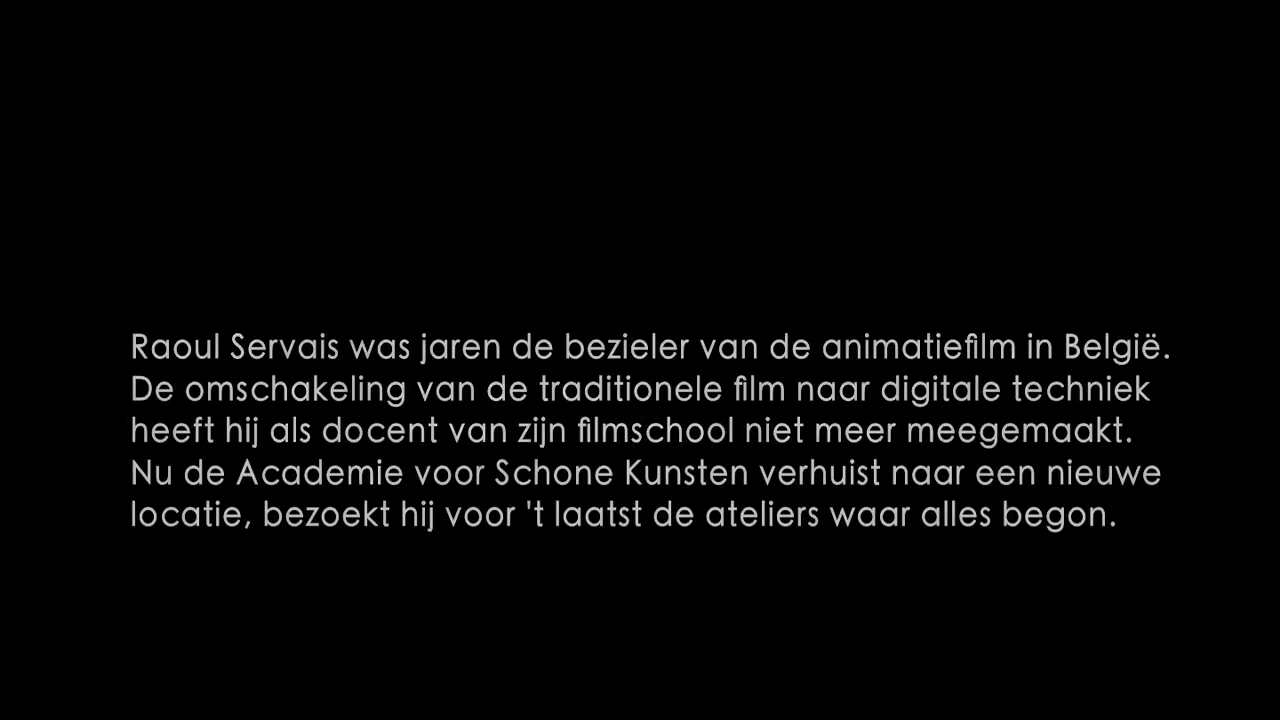 Raoul Servais was jaren de bezieler van de animatiefilm in België.
De omschakeling van de traditionele film naar digitale techniek
heeft hij als docent van zijn filmschool niet meer meegemaakt.
Nu de Academie voor Schone Kunsten verhuist naar een nieuwe
locatie, bezoekt hij voor 't laatst de ateliers waar alles begon.